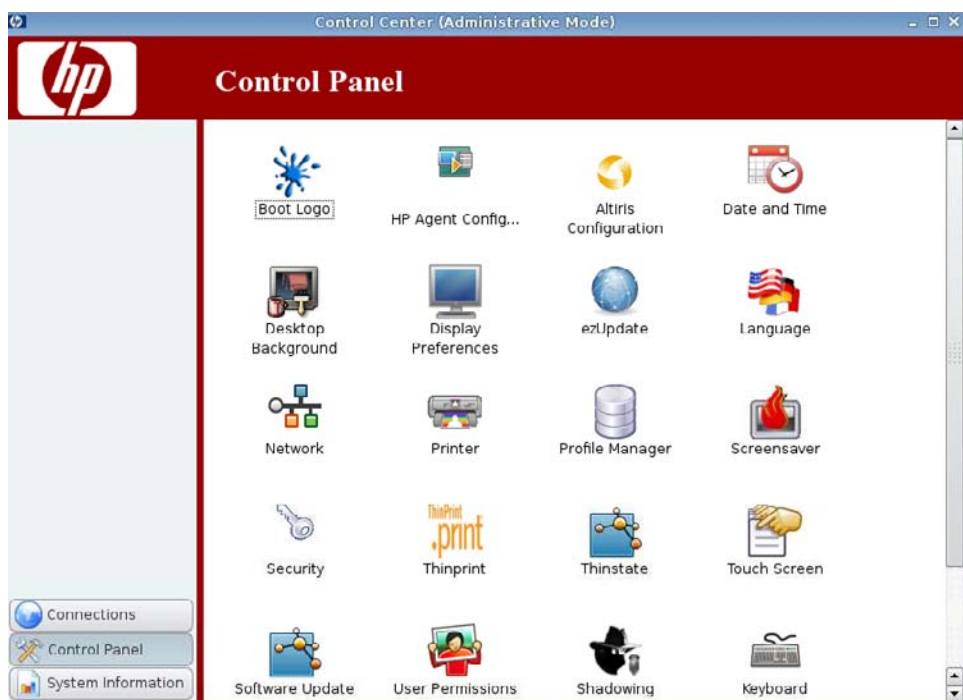 Control Center (Administrative Mode)
hp
Control Panel
Boot Logo
HP Agent Config...
Altiris
Configuration
Date and Time
Desktop
Background
Display
Preferences
ezUpdate
Language
Network
Printer
Profile Manager
Screensaver
Security
ThinPrint
.print
Thinprint
Thinstate
Touch Screen
Software Update
User Permissions
Shadowing
Keyboard
Connections
Control Panel
System Information